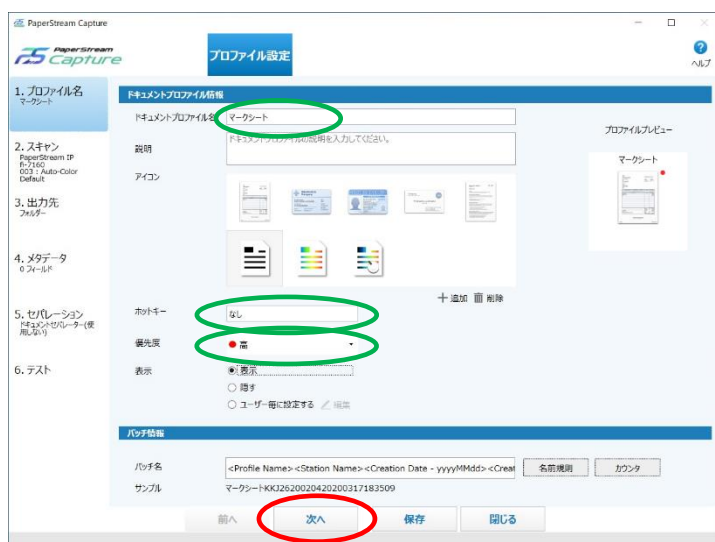 PaperStream Capture
PaperStream
Capture
プロファイル設定
ヘルプ
1. プロファイル名
マークシート
2. スキャン
PaperStream IP
fi-7160
003 : Auto-Color
Default
3. 出力先
フォルダー
4. メタデータ
0 フィールド
5. セパレーション
ドキュメントセパレーター(使
用しない)
6. テスト
ドキュメントプロファイル情報
ドキュメントプロファイル名 マークシート
説明 ドキュメントプロファイルの説明を入力してください。
アイコン
追加 削除
ホットキー なし
優先度 高
表示 表示
隠す
ユーザー毎に設定する 編集
プロファイルプレビュー
マークシート
バッチ情報
バッチ名 <Profile Name><Station Name><Creation Date - yyyyMMdd><Creat 名前規則 カウンタ
サンプル マークシートKKJ2620020420200317183509
前へ 次へ 保存 閉じる